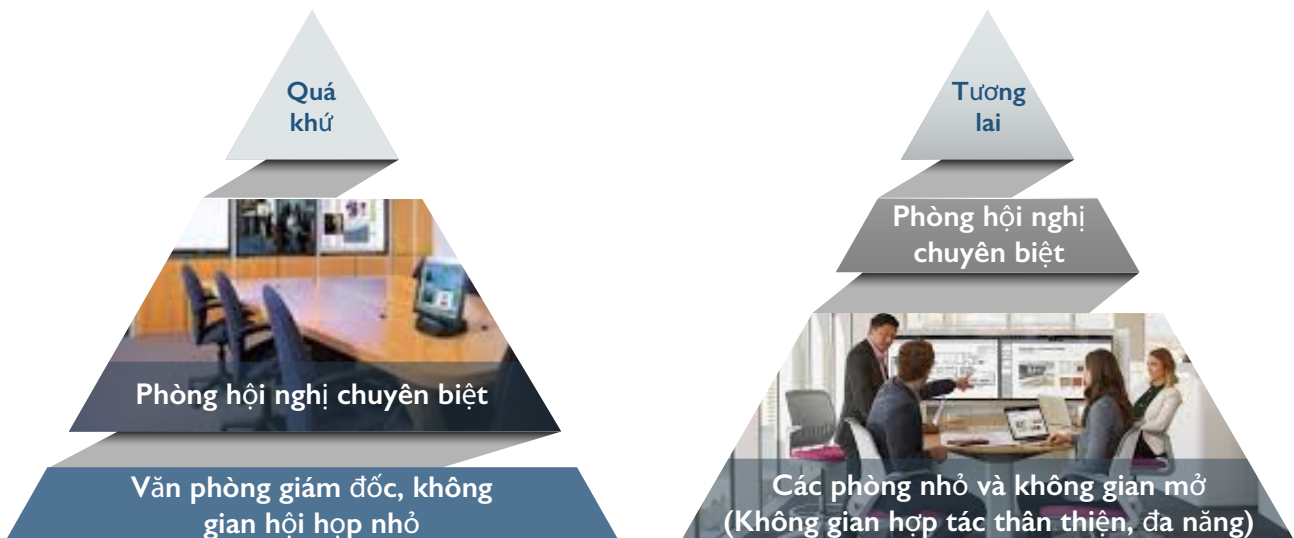 Quá
khứ
Phòng hội nghị chuyên biệt
Văn phòng giám đốc, không
gian hội họp nhỏ
Tương
lai
Phòng hội nghị
chuyên biệt
Các phòng nhỏ và không gian mở
(Không gian hợp tác thân thiện, đa năng)